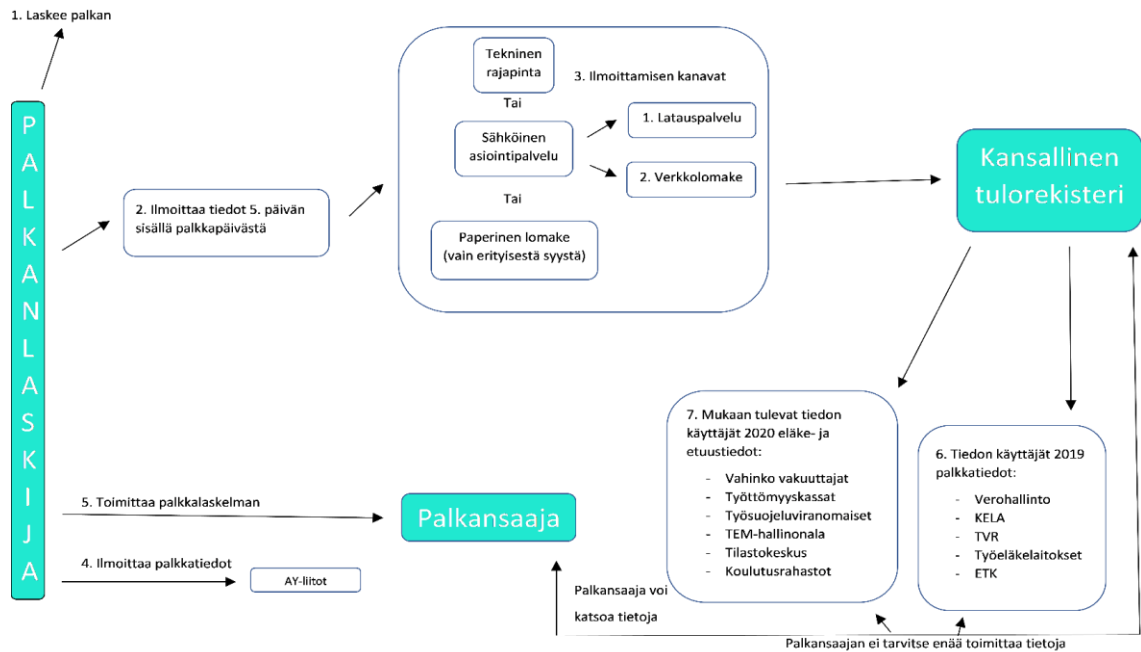 1. Laskee palkan
PALKANLASKIJA
2. Ilmoittaa tiedot 5. päivän
sisällä palkkapäivästä
Tekninen
rajapinta
3. Ilmoittamisen kanavat
Tai
Sähköinen
asiointipalvelu
1. Latauspalvelu
2. Verkkolomake
Tai
Paperinen lomake
(vain erityisestä syystä)
Kansallinen
tulorekisteri
7. Mukaan tulevat tiedon
käyttäjät 2020 eläke- ja
etuustiedot:
- Vahinko vakuuttajat
- Työttömyyskassat
- Työsuojeluviranomaiset
- TEM-hallinonala
- Tilastokeskus
- Koulutusrahastot
6. Tiedon käyttäjät 2019
palkkatiedot:
- Verohallinto
- KELA
- TVR
- Työeläkelaitokset
- ETK
5. Toimittaa palkkalaskelman
Palkansaaja
4. Ilmoittaa palkkatiedot
AY-liitot
Palkansaaja voi
katsoa tietoja
Palkansaajan ei tarvitse enää toimittaa tietoja